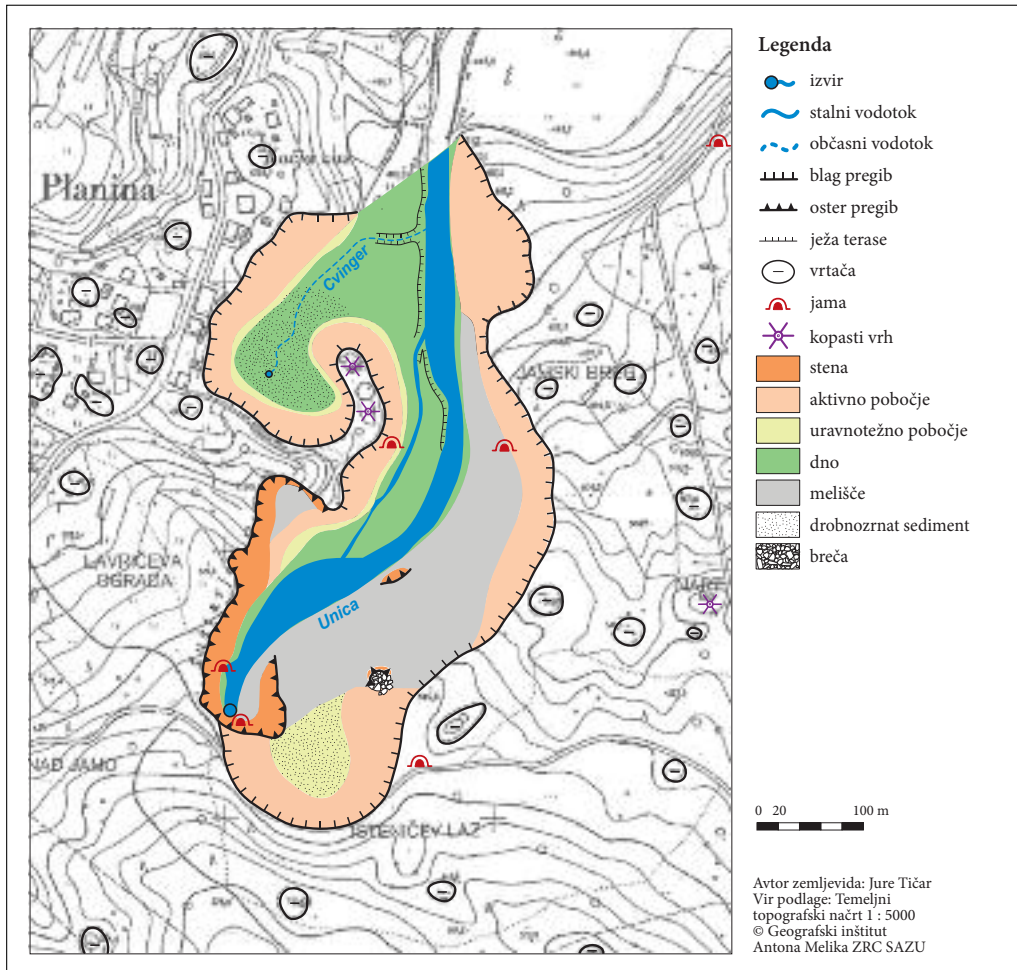 Planina
Cvinger
JAMSKI BREG
LAVRIČEVA
OGRADA
Unica
NAD JAMO
ISTENIČEV LAZ
Legenda
izvir
stalni vodotok
občasni vodotok
blag pregib
oster pregib
ježa terase
vrtača
jama
kopasti vrh
stena
aktivno pobočje
uravnotežno pobočje
dno
melišče
drobnozrnat sediment
breča
0 20 100 m
Avtor zemljevida: Jure Tičar
Vir podlage: Temeljni
topografski načrt 1 : 5000
© Geografski inštitut
Antona Melika ZRC SAZU